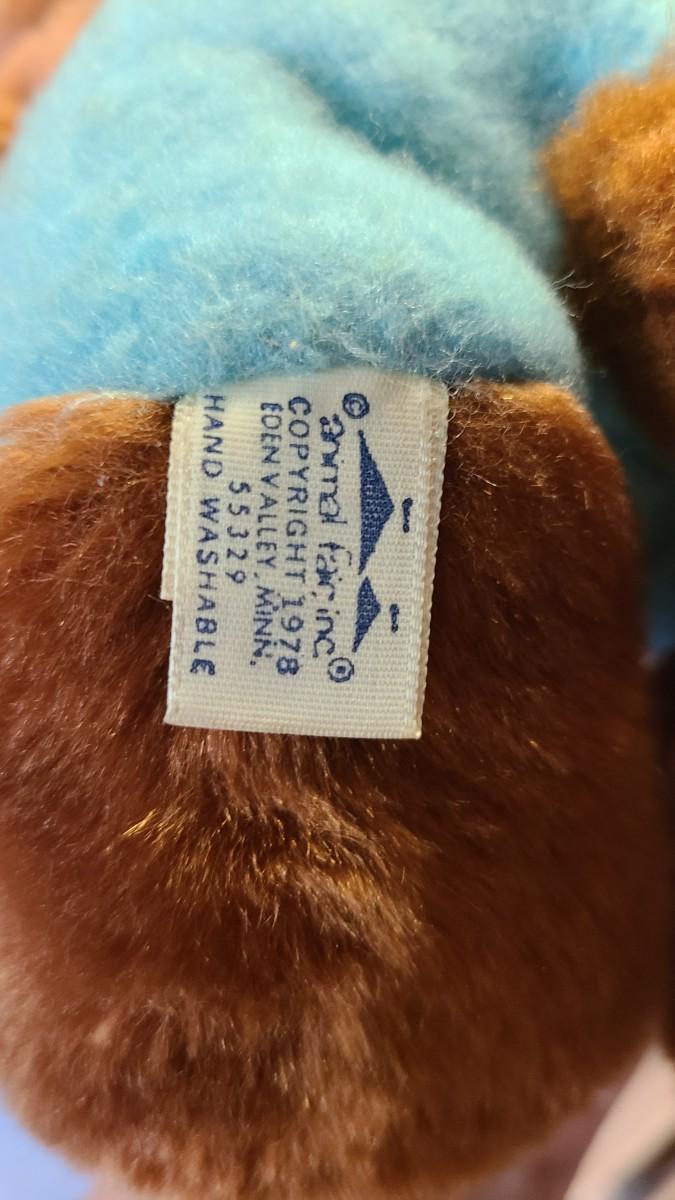 © animal fair, inc. ®
COPYRIGHT 1978
EDEN VALLEY, MINN.
55329
HAND WASHABLE